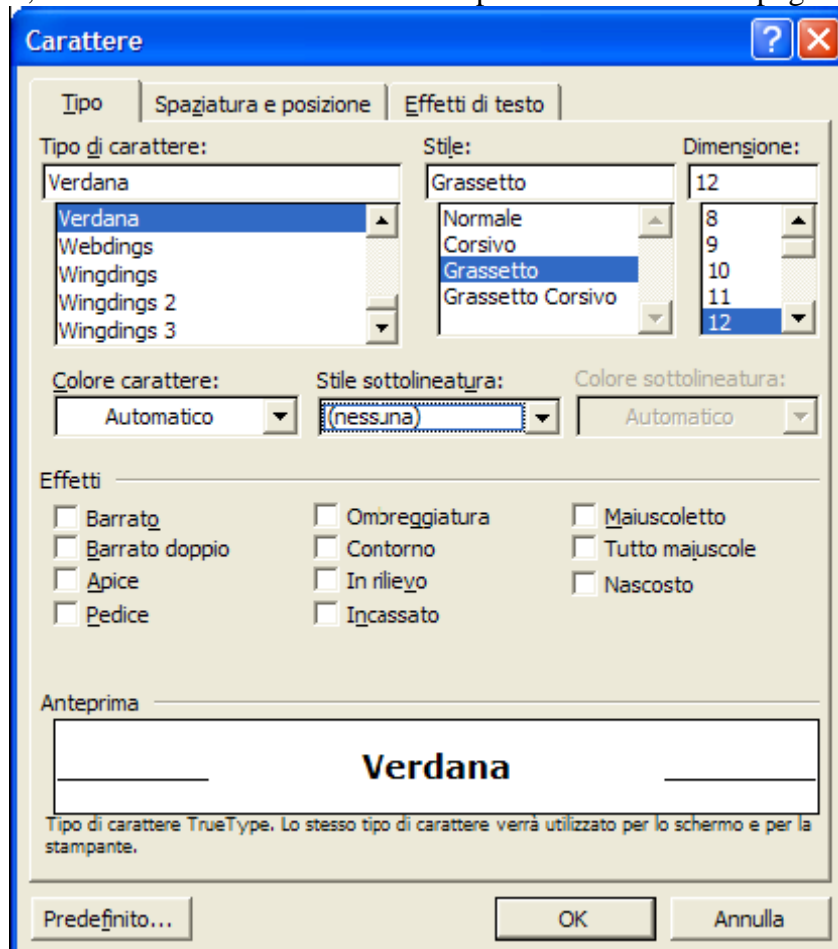 Carattere
Tipo Spaziatura e posizione Effetti di testo
Tipo di carattere: Stile: Dimensione:
Verdana Grassetto 12
Verdana Normale 8
Webdings Corsivo 9
Wingdings Grassetto 10
Wingdings 2 Grassetto Corsivo 11
Wingdings 3 12
Colore carattere: Stile sottolineatura: Colore sottolineatura:
Automatico (nessuna) Automatico
Effetti
Barrato Ombreggiatura Maiuscoletto
Barrato doppio Contorno Tutto maiuscole
Apice In rilievo Nascosto
Pedice Incassato
Anteprima
Verdana
Tipo di carattere TrueType. Lo stesso tipo di carattere verrà utilizzato per lo schermo e per la
stampante.
Predefinito... OK Annulla